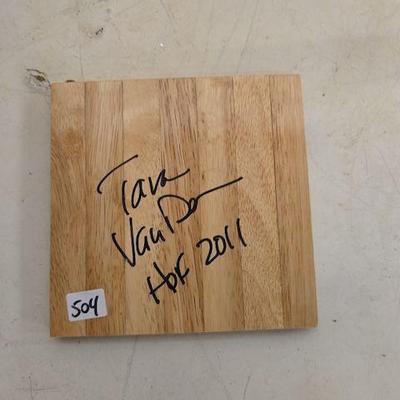 Tara
VanDer
HOF 2011
504